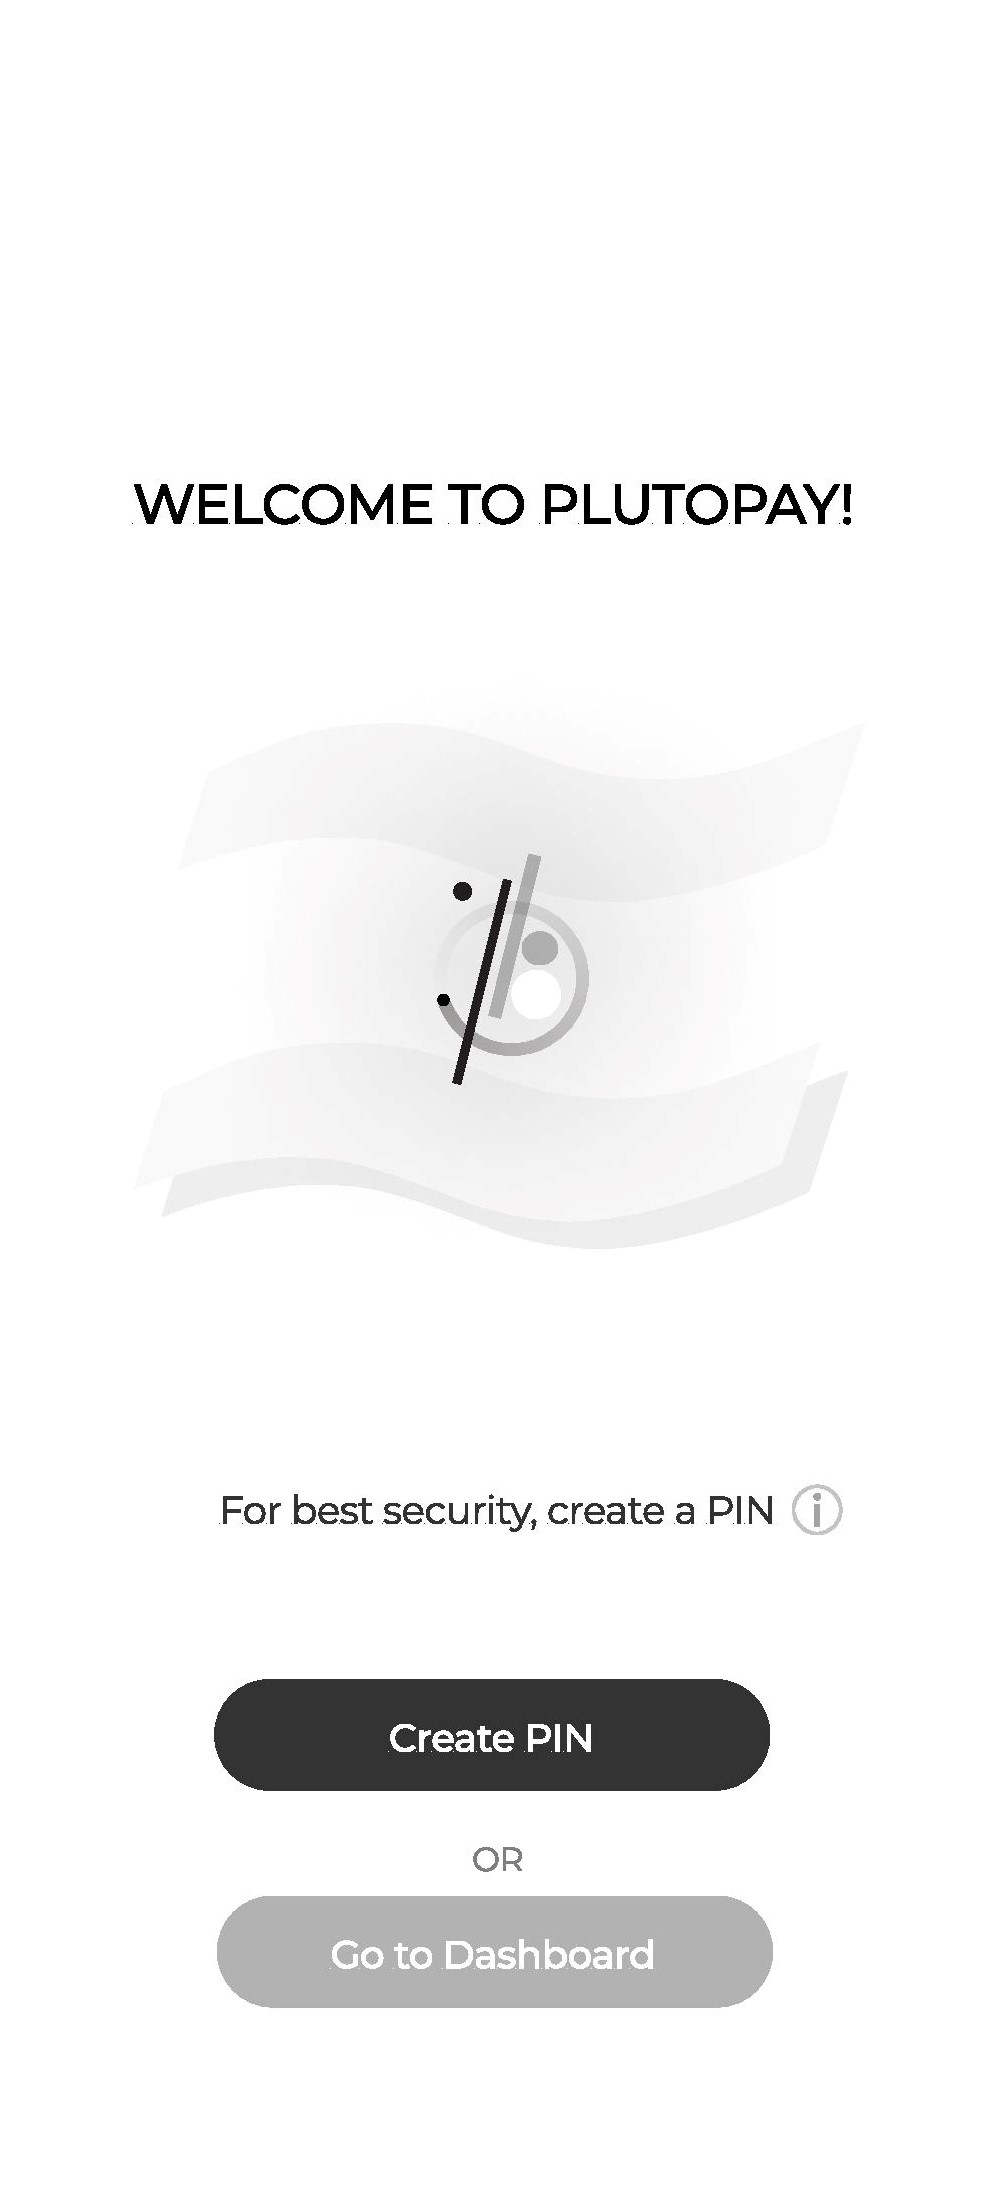 WELCOME TO PLUTOPAY!
For best security, create a PIN
Create PIN
OR
Go to Dashboard